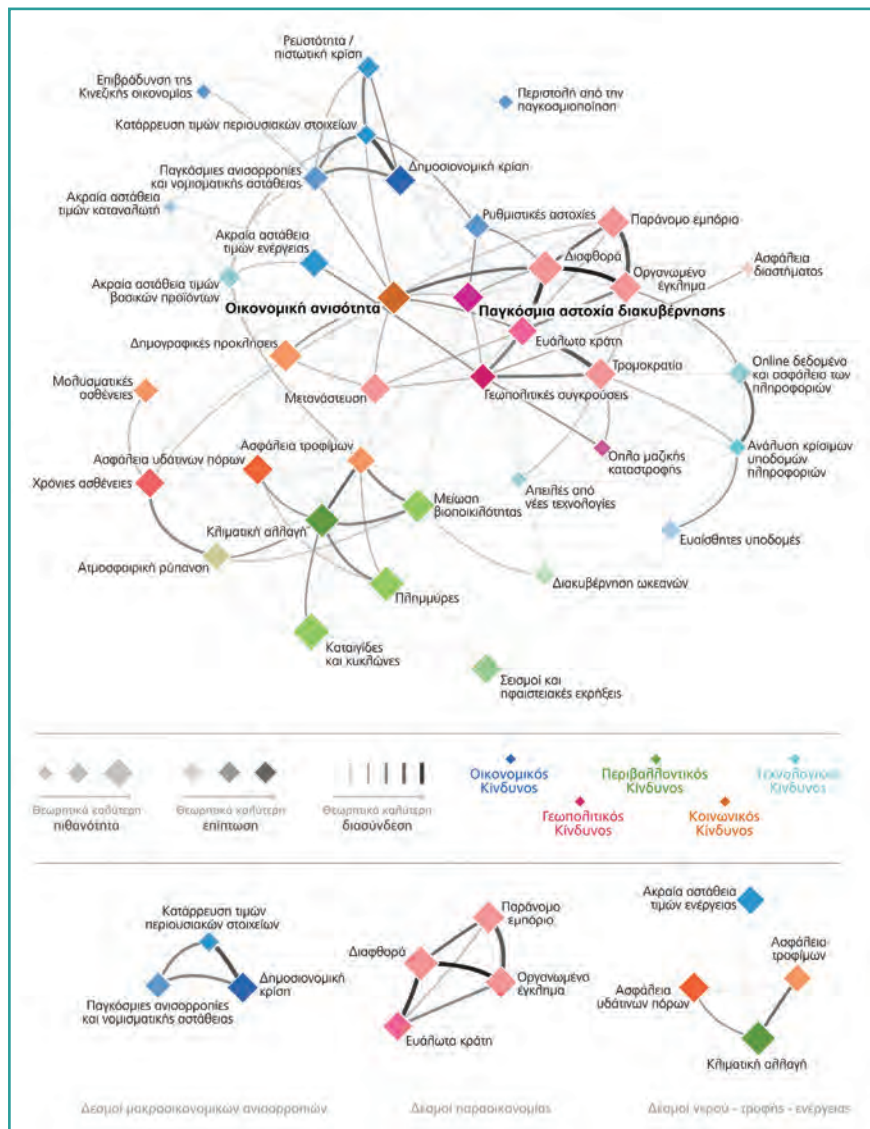 Ρευστότητα /
πιστωτική κρίση
Επιβράδυνση της
Κινεζικής οικονομίας
Περιστολή από την
παγκοσμιοποίηση
Κατάρρευση τιμών περιουσιακών στοιχείων
Παγκόσμιες ανισορροπίες
και νομισματικής αστάθειας
Δημοσιονομική κρίση
Ακραία αστάθεια
τιμών καταναλωτή
Ρυθμιστικές αστοχίες
Παράνομο εμπόριο
Ακραία αστάθεια
τιμών ενέργειας
Διαφθορά
Ασφάλεια
διαστήματος
Οργανωμένο
έγκλημα
Ακραία αστάθεια τιμών
βασικών προϊόντων
Οικονομική ανισότητα
Παγκόσμια αστοχία διακυβέρνησης
Ευάλωτα κράτη
Δημογραφικές προκλήσεις
Τρομοκρατία
Online δεδομένα
και ασφάλεια των
πληροφοριών
Μολυσματικές
ασθένειες
Μετανάστευση
Γεωπολιτικές συγκρούσεις
Ασφάλεια τροφίμων
Όπλα μαζικής
καταστροφής
Ανάλυση κρίσιμων
υποδομών
πληροφοριών
Ασφάλεια υδάτινων πόρων
Χρόνιες ασθένειες
Μείωση
βιοποικιλότητας
Απειλές από
νέες τεχνολογίες
Κλιματική αλλαγή
Ευαίσθητες υποδομές
Ατμοσφαιρική ρύπανση
Διακυβέρνηση ωκεανών
Πλημμύρες
Καταιγίδες
και κυκλώνες
Σεισμοί και
ηφαιστειακές εκρήξεις
Θεωρητικά καλύτερη
πιθανότητα
Θεωρητικά καλύτερη
επίπτωση
Θεωρητικά καλύτερη
διασύνδεση
Οικονομικός
Κίνδυνος
Περιβαλλοντικός
Κίνδυνος
Τεχνολογικός
Κίνδυνος
Γεωπολιτικός
Κίνδυνος
Κοινωνικός
Κίνδυνος
Κατάρρευση τιμών
περιουσιακών στοιχείων
Παγκόσμιες ανισορροπίες
και νομισματικής αστάθειας
Δημοσιονομική
κρίση
Δεσμοί μακροοικονομικών ανισορροπιών
Παράνομο
εμπόριο
Διαφθορά
Οργανωμένο
έγκλημα
Ευάλωτα κράτη
Δεσμοί παραοικονομίας
Ακραία αστάθεια
τιμών ενέργειας
Ασφάλεια
τροφίμων
Ασφάλεια
υδάτινων πόρων
Κλιματική αλλαγή
Δεσμοί νερού - τροφής - ενέργειας